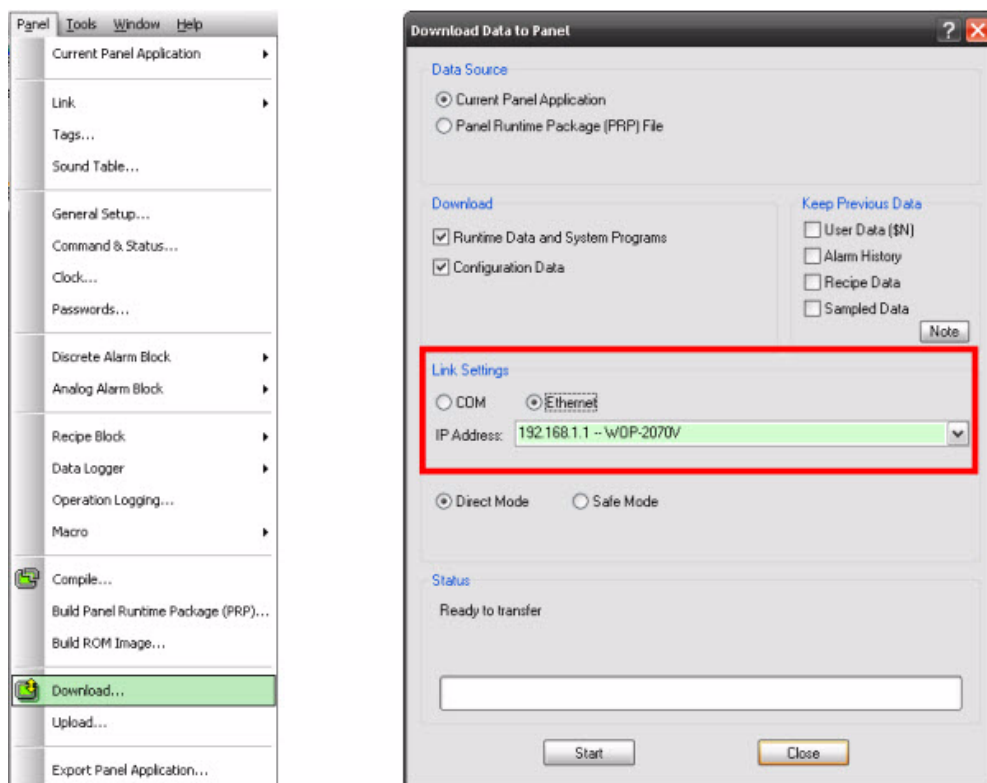 Panel Tools Window Help
Current Panel Application
Link
Tags...
Sound Table...
General Setup...
Command & Status...
Clock...
Passwords...
Discrete Alarm Block
Analog Alarm Block
Recipe Block
Data Logger
Operation Logging...
Macro
Compile...
Build Panel Runtime Package (PRP)...
Build ROM Image...
Download...
Upload...
Export Panel Application...
Download Data to Panel
Data Source
Current Panel Application
Panel Runtime Package (PRP) File
Download
Runtime Data and System Programs
Configuration Data
Keep Previous Data
User Data ($N)
Alarm History
Recipe Data
Sampled Data
Note
Link Settings
COM Ethernet
IP Address: 192.168.1.1 -- WOP-2070V
Direct Mode Safe Mode
Status
Ready to transfer
Start Close